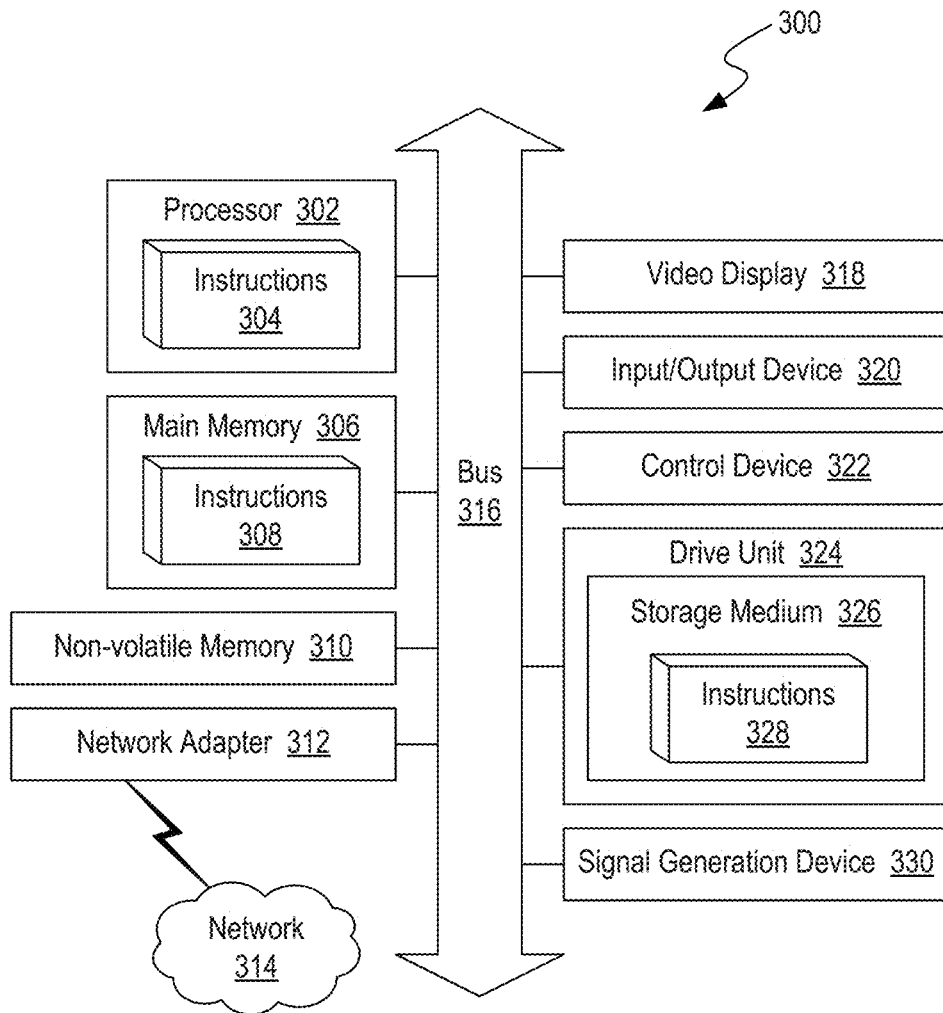 300
Processor 302
Instructions
304
Main Memory 306
Instructions
308
Non-volatile Memory 310
Network Adapter 312
Network
314
Bus
316
Video Display 318
Input/Output Device 320
Control Device 322
Drive Unit 324
Storage Medium 326
Instructions
328
Signal Generation Device 330